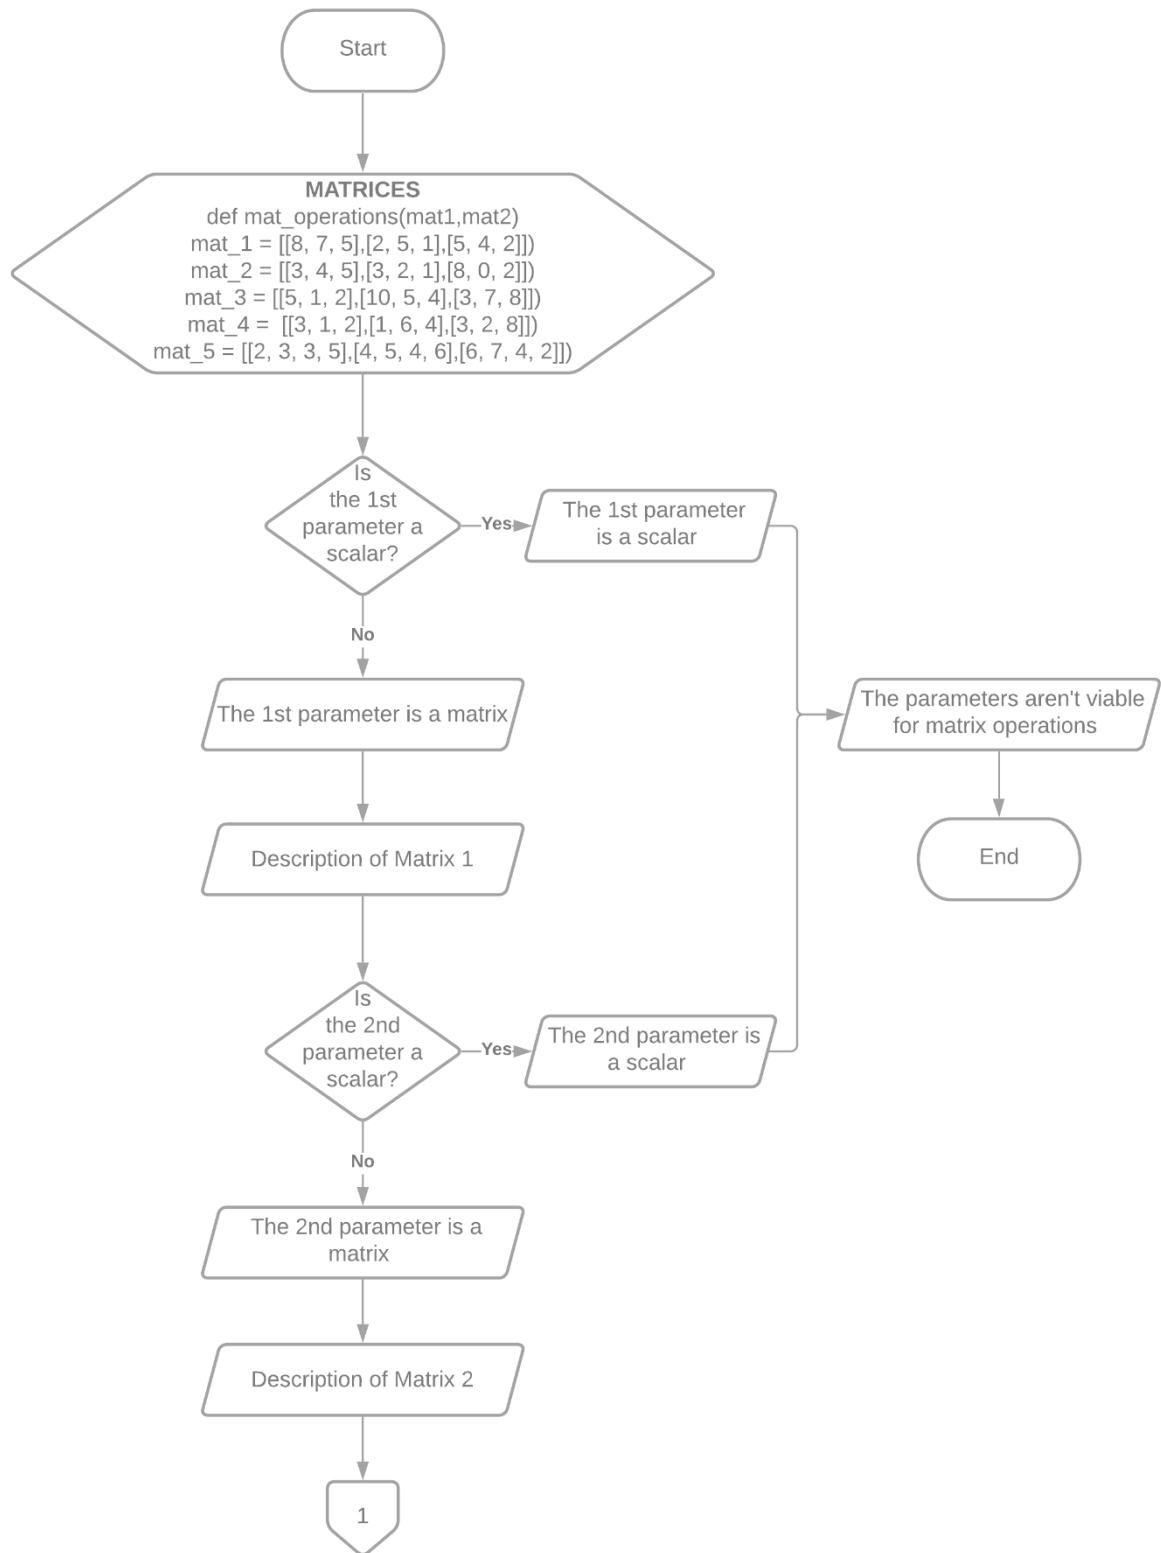 Start
MATRICES
def mat_operations(mat1,mat2)
mat_1 = [[8, 7, 5],[2, 5, 1],[5, 4, 2]])
mat_2 = [[3, 4, 5],[3, 2, 1],[8, 0, 2]])
mat_3 = [[5, 1, 2],[10, 5, 4],[3, 7, 8]])
mat_4 =  [[3, 1, 2],[1, 6, 4],[3, 2, 8]])
mat_5 = [[2, 3, 3, 5],[4, 5, 4, 6],[6, 7, 4, 2]])
Is
the 1st
parameter a
scalar?
Yes
The 1st parameter
is a scalar
No
The 1st parameter is a matrix
The parameters aren't viable
for matrix operations
Description of Matrix 1
End
Is
the 2nd
parameter a
scalar?
Yes
The 2nd parameter is
a scalar
No
The 2nd parameter is a
matrix
Description of Matrix 2
1